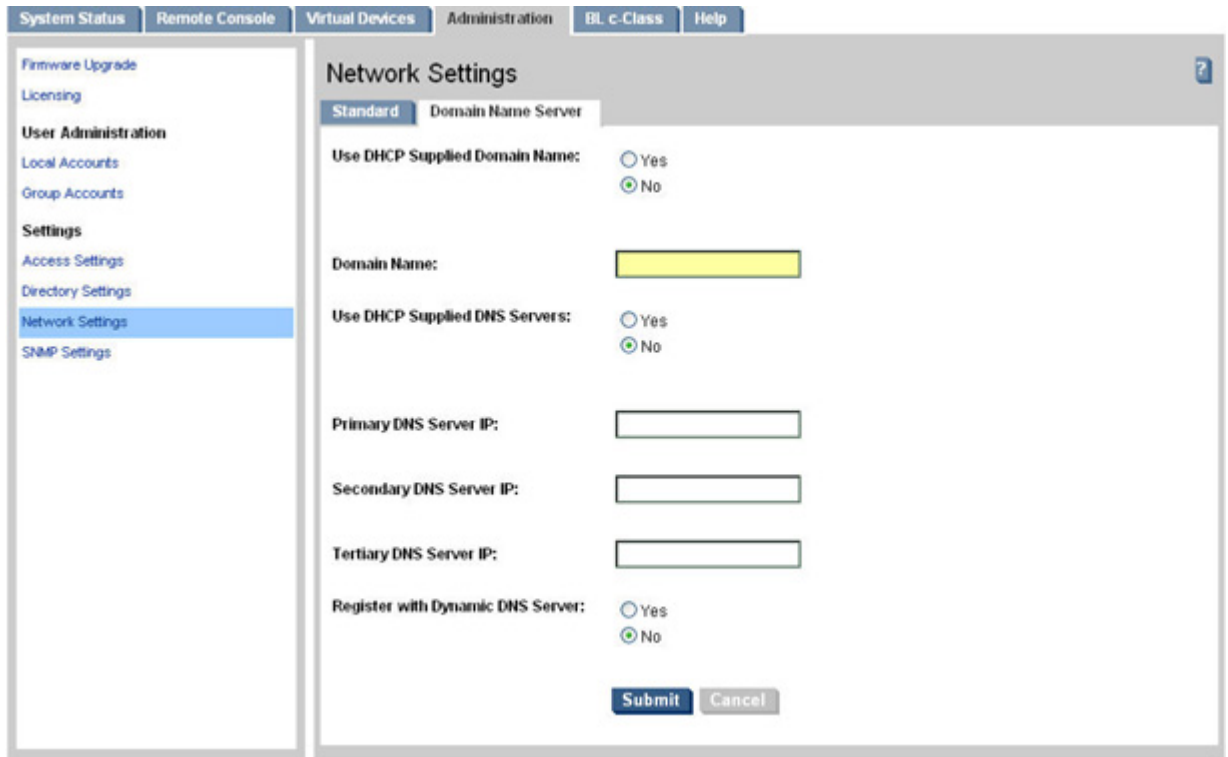 System Status Remote Console Virtual Devices Administration BL c-Class Help
Firmware Upgrade
Licensing
User Administration
Local Accounts
Group Accounts
Settings
Access Settings
Directory Settings
Network Settings
SNMP Settings
Network Settings
?
Standard Domain Name Server
Use DHCP Supplied Domain Name:
Yes
No
Domain Name:
Use DHCP Supplied DNS Servers:
Yes
No
Primary DNS Server IP:
Secondary DNS Server IP:
Tertiary DNS Server IP:
Register with Dynamic DNS Server:
Yes
No
Submit Cancel